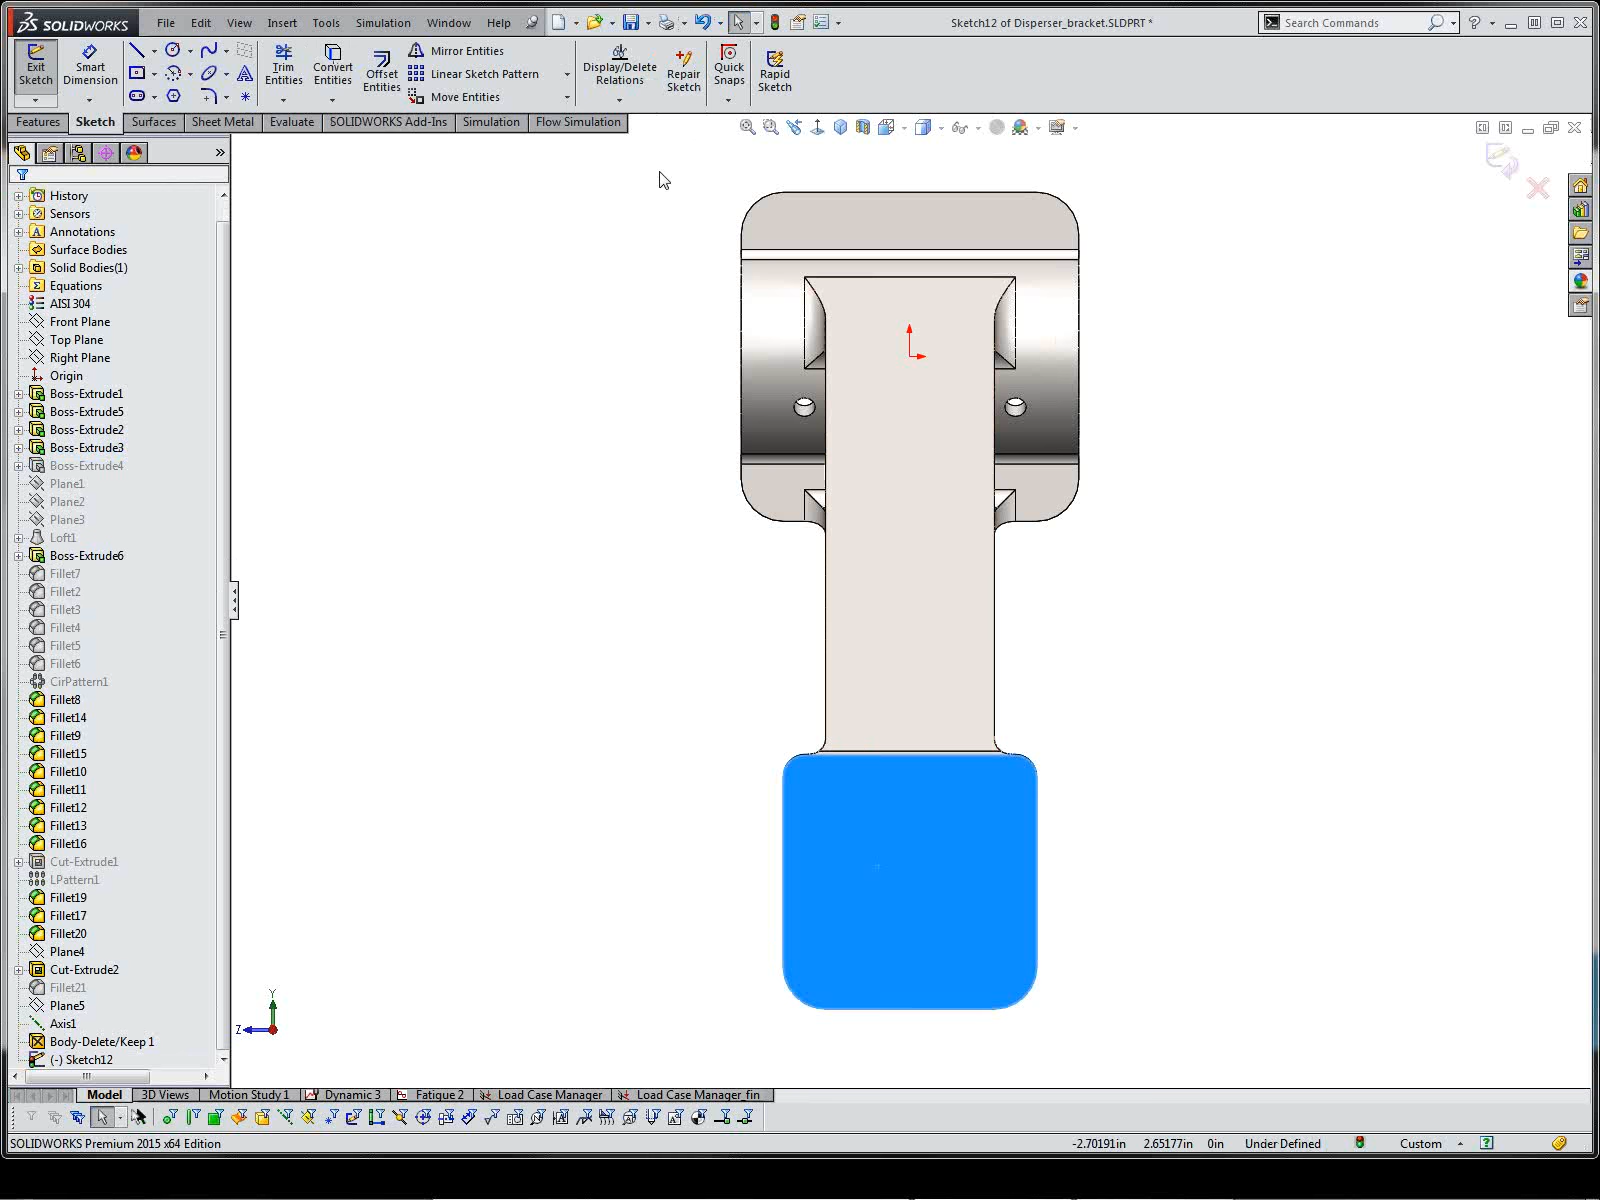 SOLIDWORKS File Edit View Insert Tools Simulation Window Help Sketch12 of Disperser_bracket.SLDPRT * Search Commands
Exit Sketch
Smart Dimension
Trim Entities
Convert Entities
Offset Entities
Mirror Entities
Linear Sketch Pattern
Move Entities
Display/Delete Relations
Repair Sketch
Quick Snaps
Rapid Sketch
Features Sketch Surfaces Sheet Metal Evaluate SOLIDWORKS Add-Ins Simulation Flow Simulation
History
Sensors
Annotations
Surface Bodies
Solid Bodies(1)
Equations
AISI 304
Front Plane
Top Plane
Right Plane
Origin
Boss-Extrude1
Boss-Extrude5
Boss-Extrude2
Boss-Extrude3
Boss-Extrude4
Plane1
Plane2
Plane3
Loft1
Boss-Extrude6
Fillet7
Fillet2
Fillet3
Fillet4
Fillet5
Fillet6
CirPattern1
Fillet8
Fillet14
Fillet9
Fillet15
Fillet10
Fillet11
Fillet12
Fillet13
Fillet16
Cut-Extrude1
LPattern1
Fillet19
Fillet17
Fillet20
Plane4
Cut-Extrude2
Fillet21
Plane5
Axis1
Body-Delete/Keep 1
(-) Sketch12
Y
Z
Model 3D Views Motion Study 1 Dynamic 3 Fatigue 2 Load Case Manager Load Case Manager_fin
SOLIDWORKS Premium 2015 x64 Edition -2.70191in 2.65177in 0in Under Defined Custom